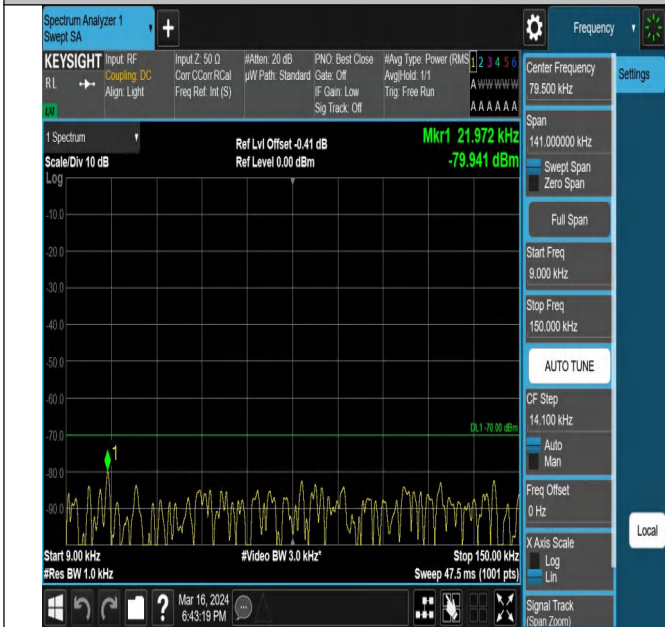 Spectrum Analyzer 1
Swept SA
+
Frequency
KEYSIGHT
RL
LXI
Input: RF
Coupling: DC
Align: Light
Input Z: 50 Ω
Corr CCorr RCal
Freq Ref: Int (S)
#Atten: 20 dB
µW Path: Standard
PNO: Best Close
Gate: Off
IF Gain: Low
Sig Track: Off
#Avg Type: Power (RMS
Avg|Hold: 1/1
Trig: Free Run
1 2 3 4 5 6
A W W W W W
A A A A A A
1 Spectrum
Scale/Div 10 dB
Log
Ref Lvl Offset -0.41 dB
Ref Level 0.00 dBm
Mkr1 21.972 kHz
-79.941 dBm
-10.0
-20.0
-30.0
-40.0
-50.0
-60.0
-70.0
-80.0
-90.0
DL1 -70.00 dBm
1
Start 9.00 kHz
#Res BW 1.0 kHz
#Video BW 3.0 kHz*
Stop 150.00 kHz
Sweep 47.5 ms (1001 pts)
?
Mar 16, 2024
6:43:19 PM
Center Frequency
79.500 kHz
Settings
Span
141.000000 kHz
Swept Span
Zero Span
Full Span
Start Freq
9.000 kHz
Stop Freq
150.000 kHz
AUTO TUNE
CF Step
14.100 kHz
Auto
Man
Freq Offset
0 Hz
Local
X Axis Scale
Log
Lin
Signal Track
(Span Zoom)